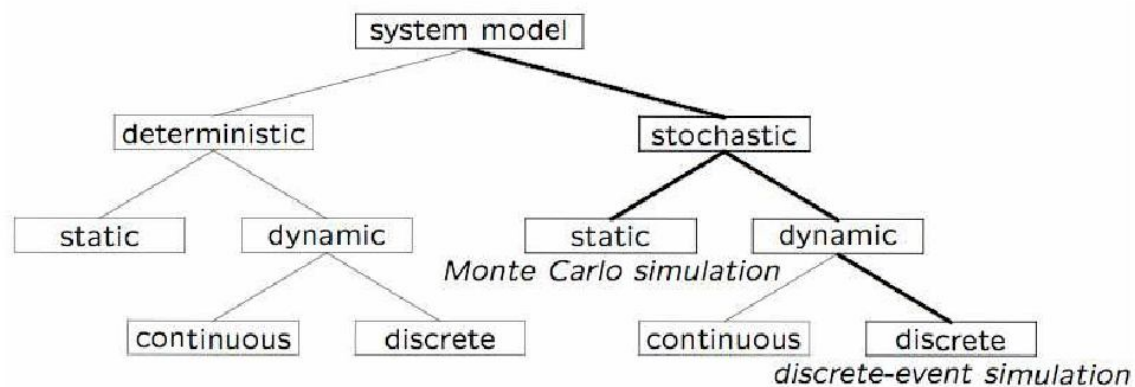 system model
deterministic
stochastic
static
dynamic
static
dynamic
Monte Carlo simulation
continuous
discrete
continuous
discrete
discrete-event simulation